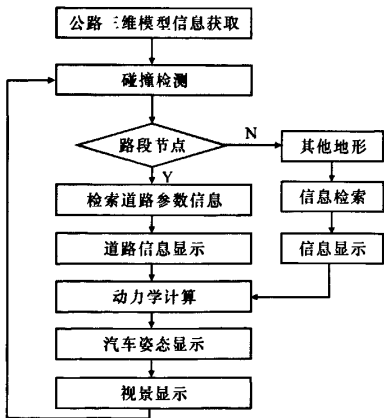 公路三维模型信息获取
碰撞检测
路段节点
N
其他地形
Y
检索道路参数信息
信息检索
道路信息显示
信息显示
动力学计算
汽车姿态显示
视景显示